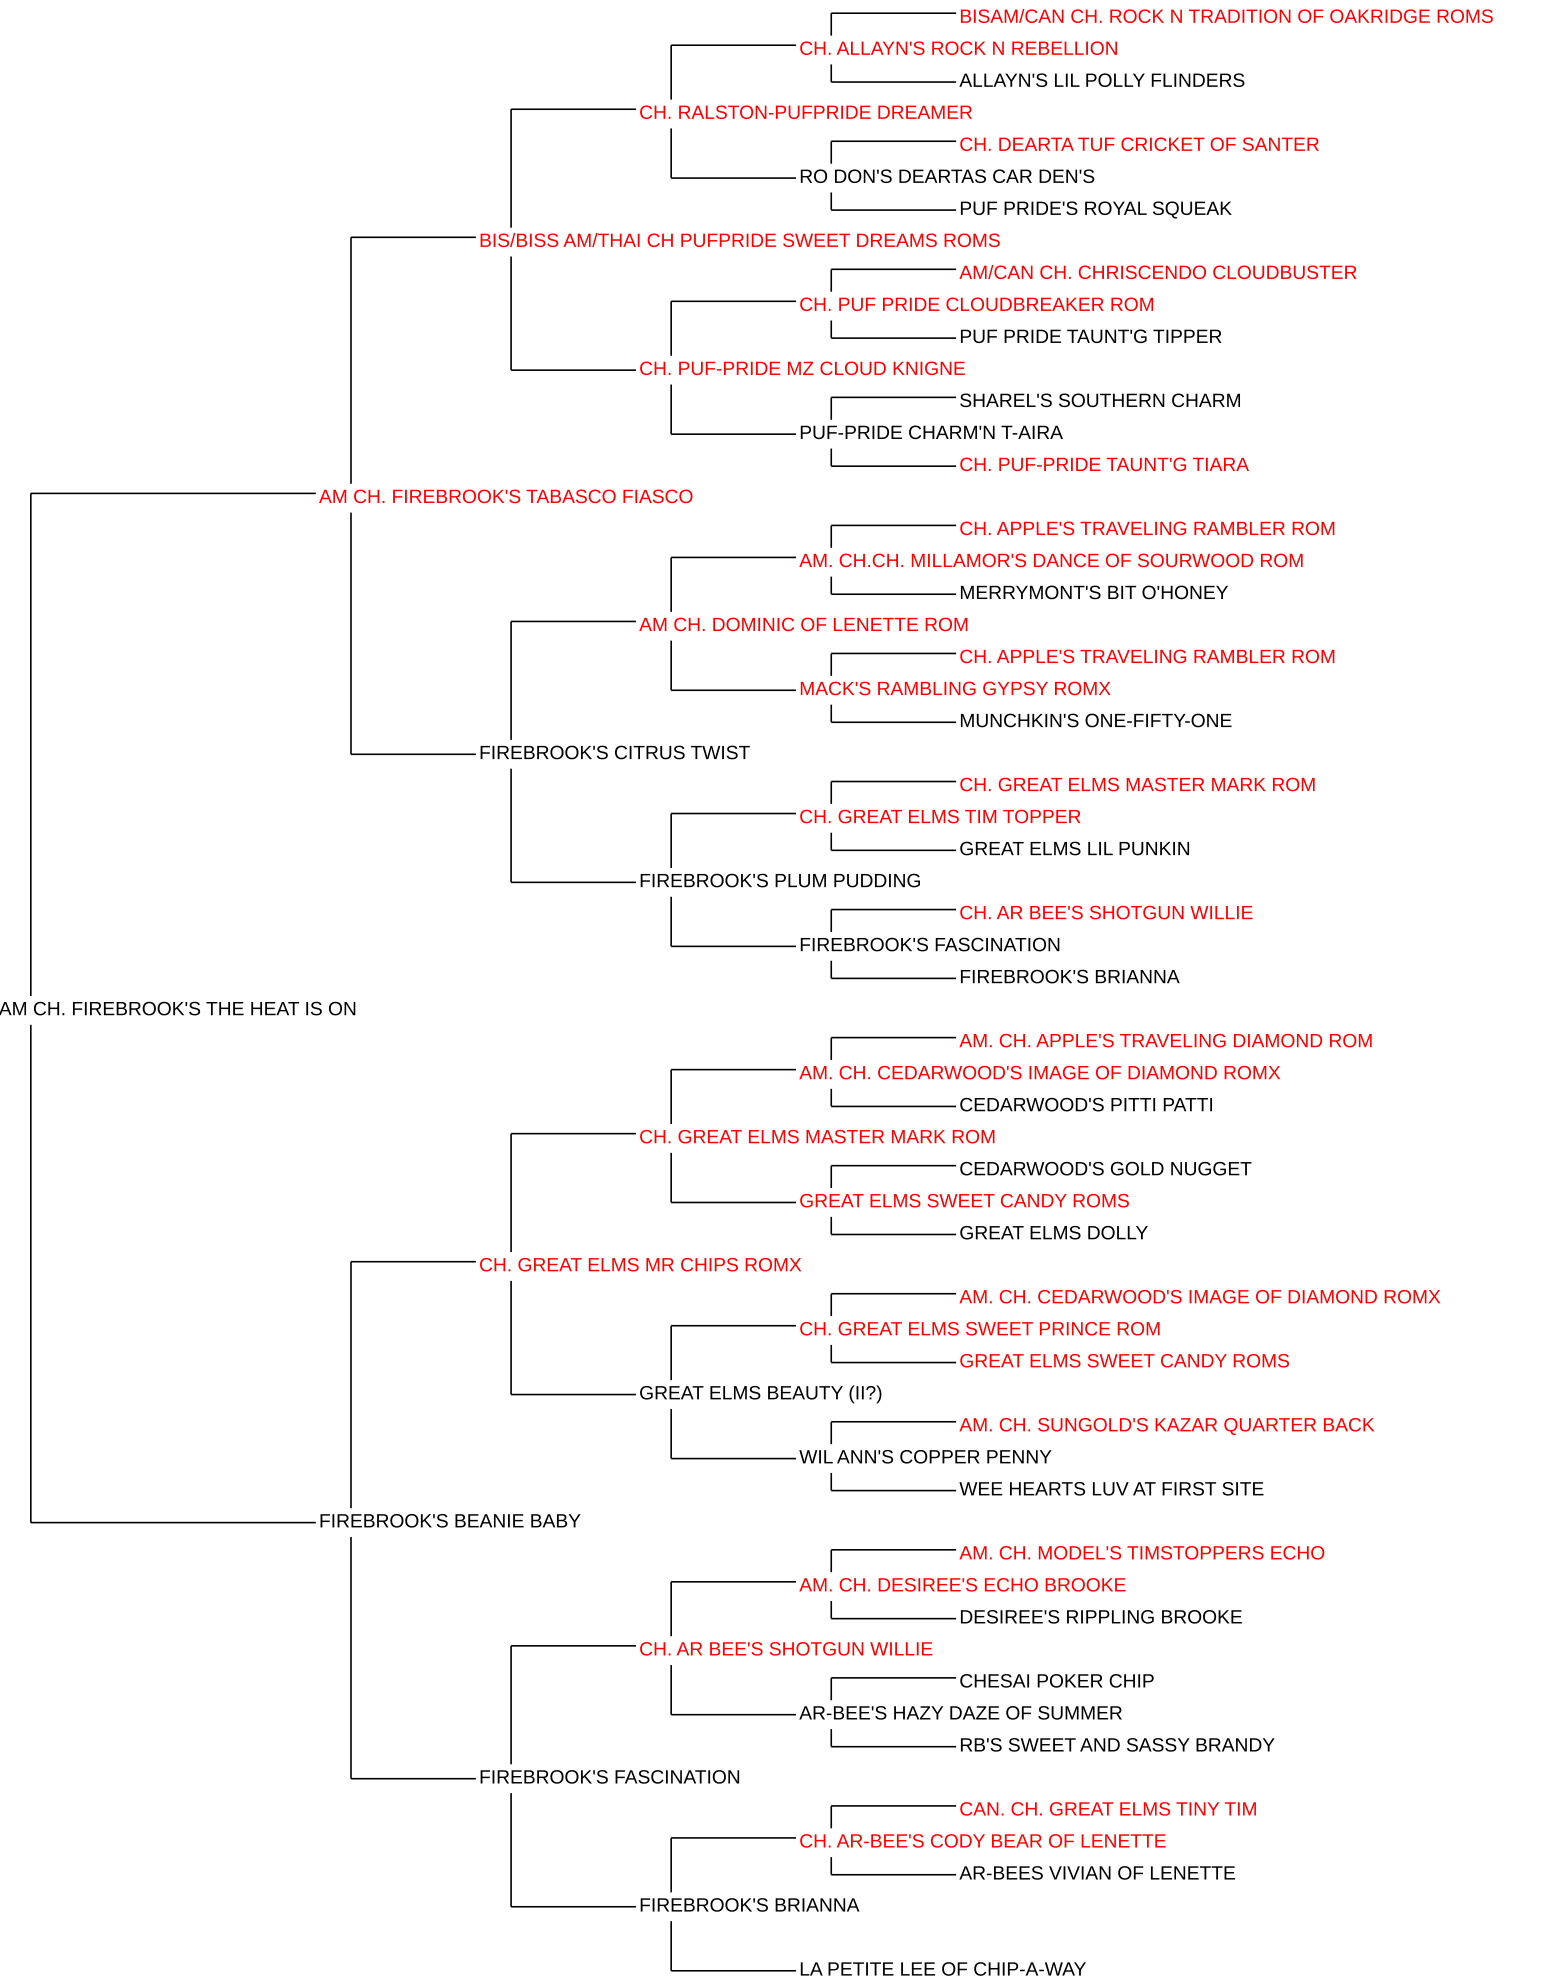 BISAM/CAN CH. ROCK N TRADITION OF OAKRIDGE ROMS
CH. ALLAYN'S ROCK N REBELLION
ALLAYN'S LIL POLLY FLINDERS
CH. RALSTON-PUFPRIDE DREAMER
CH. DEARTA TUF CRICKET OF SANTER
RO DON'S DEARTAS CAR DEN'S
PUF PRIDE'S ROYAL SQUEAK
BIS/BISS AM/THAI CH PUFPRIDE SWEET DREAMS ROMS
AM/CAN CH. CHRISCENDO CLOUDBUSTER
CH. PUF PRIDE CLOUDBREAKER ROM
PUF PRIDE TAUNT'G TIPPER
CH. PUF-PRIDE MZ CLOUD KNIGNE
SHAREL'S SOUTHERN CHARM
PUF-PRIDE CHARM'N T-AIRA
CH. PUF-PRIDE TAUNT'G TIARA
AM CH. FIREBROOK'S TABASCO FIASCO
CH. APPLE'S TRAVELING RAMBLER ROM
AM. CH.CH. MILLAMOR'S DANCE OF SOURWOOD ROM
MERRYMONT'S BIT O'HONEY
AM CH. DOMINIC OF LENETTE ROM
CH. APPLE'S TRAVELING RAMBLER ROM
MACK'S RAMBLING GYPSY ROMX
MUNCHKIN'S ONE-FIFTY-ONE
FIREBROOK'S CITRUS TWIST
CH. GREAT ELMS MASTER MARK ROM
CH. GREAT ELMS TIM TOPPER
GREAT ELMS LIL PUNKIN
FIREBROOK'S PLUM PUDDING
CH. AR BEE'S SHOTGUN WILLIE
FIREBROOK'S FASCINATION
FIREBROOK'S BRIANNA
AM CH. FIREBROOK'S THE HEAT IS ON
AM. CH. APPLE'S TRAVELING DIAMOND ROM
AM. CH. CEDARWOOD'S IMAGE OF DIAMOND ROMX
CEDARWOOD'S PITTI PATTI
CH. GREAT ELMS MASTER MARK ROM
CEDARWOOD'S GOLD NUGGET
GREAT ELMS SWEET CANDY ROMS
GREAT ELMS DOLLY
CH. GREAT ELMS MR CHIPS ROMX
AM. CH. CEDARWOOD'S IMAGE OF DIAMOND ROMX
CH. GREAT ELMS SWEET PRINCE ROM
GREAT ELMS SWEET CANDY ROMS
GREAT ELMS BEAUTY (II?)
AM. CH. SUNGOLD'S KAZAR QUARTER BACK
WIL ANN'S COPPER PENNY
WEE HEARTS LUV AT FIRST SITE
FIREBROOK'S BEANIE BABY
AM. CH. MODEL'S TIMSTOPPERS ECHO
AM. CH. DESIREE'S ECHO BROOKE
DESIREE'S RIPPLING BROOKE
CH. AR BEE'S SHOTGUN WILLIE
CHESAI POKER CHIP
AR-BEE'S HAZY DAZE OF SUMMER
RB'S SWEET AND SASSY BRANDY
FIREBROOK'S FASCINATION
CAN. CH. GREAT ELMS TINY TIM
CH. AR-BEE'S CODY BEAR OF LENETTE
AR-BEES VIVIAN OF LENETTE
FIREBROOK'S BRIANNA
LA PETITE LEE OF CHIP-A-WAY